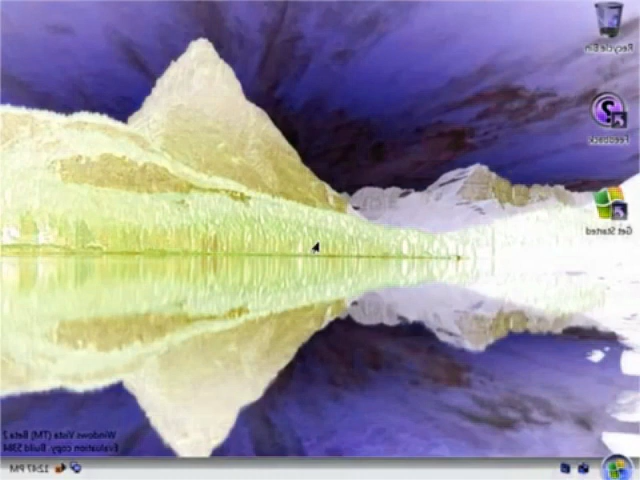 Recycle Bin
Feedback
Get Started
Windows Vista (TM) Beta 2
Evaluation copy. Build 5384
12:47 PM